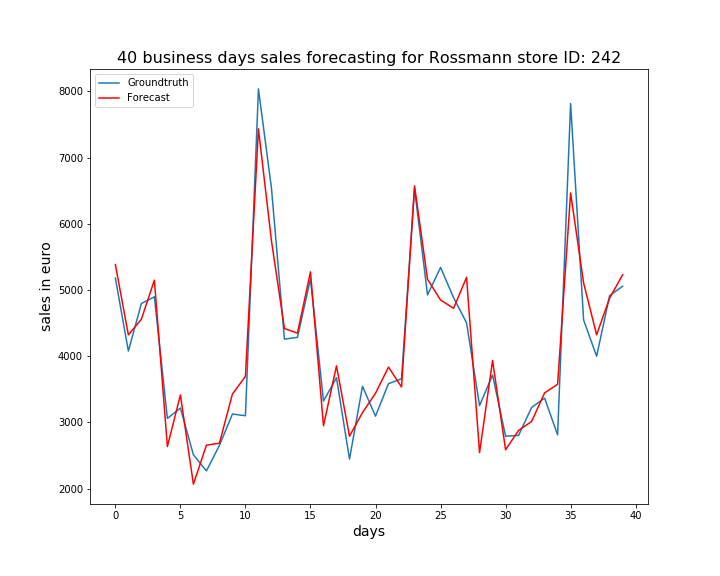 40 business days sales forecasting for Rossmann store ID: 242
Groundtruth
Forecast
8000
7000
6000
5000
4000
3000
2000
sales in euro
0 5 10 15 20 25 30 35 40
days